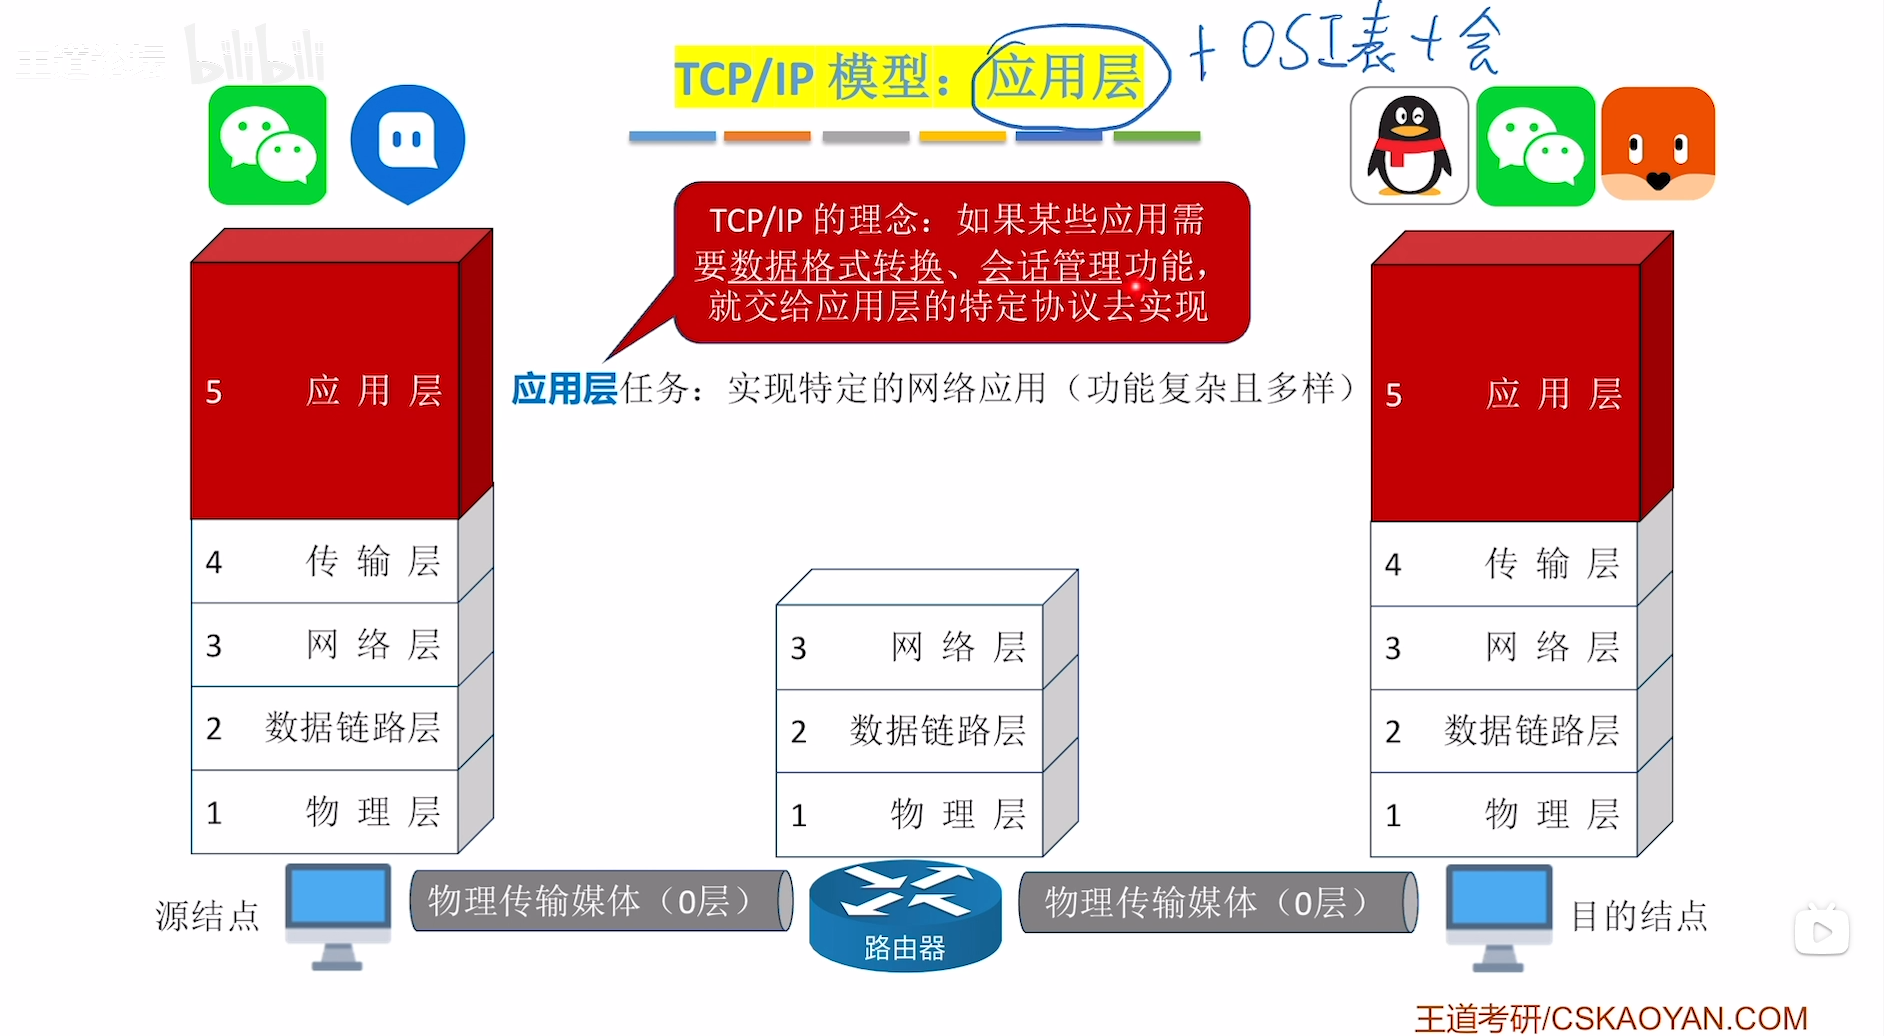 王道论坛 bilibili
TCP/IP 模型：应用层 + OSI表+会
TCP/IP 的理念：如果某些应用需
要数据格式转换、会话管理功能，
就交给应用层的特定协议去实现
应用层任务：实现特定的网络应用（功能复杂且多样）
5 应用层
4 传输层
3 网络层
2 数据链路层
1 物理层
3 网络层
2 数据链路层
1 物理层
5 应用层
4 传输层
3 网络层
2 数据链路层
1 物理层
源结点
物理传输媒体（0层）
路由器
物理传输媒体（0层）
目的结点
王道考研/CSKAOYAN.COM